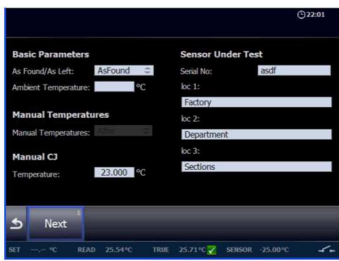 22:01
Basic Parameters
As Found/As Left: AsFound
Ambient Temperature: °C
Manual Temperatures
Manual Temperatures:
Manual CJ
Temperature: 23.000 °C
Sensor Under Test
Serial No: asdf
loc 1:
Factory
loc 2:
Department
loc 3:
Sections
Next
SET --.-- °C READ 25.54°C TRUE 25.71°C SENSOR -25.00°C